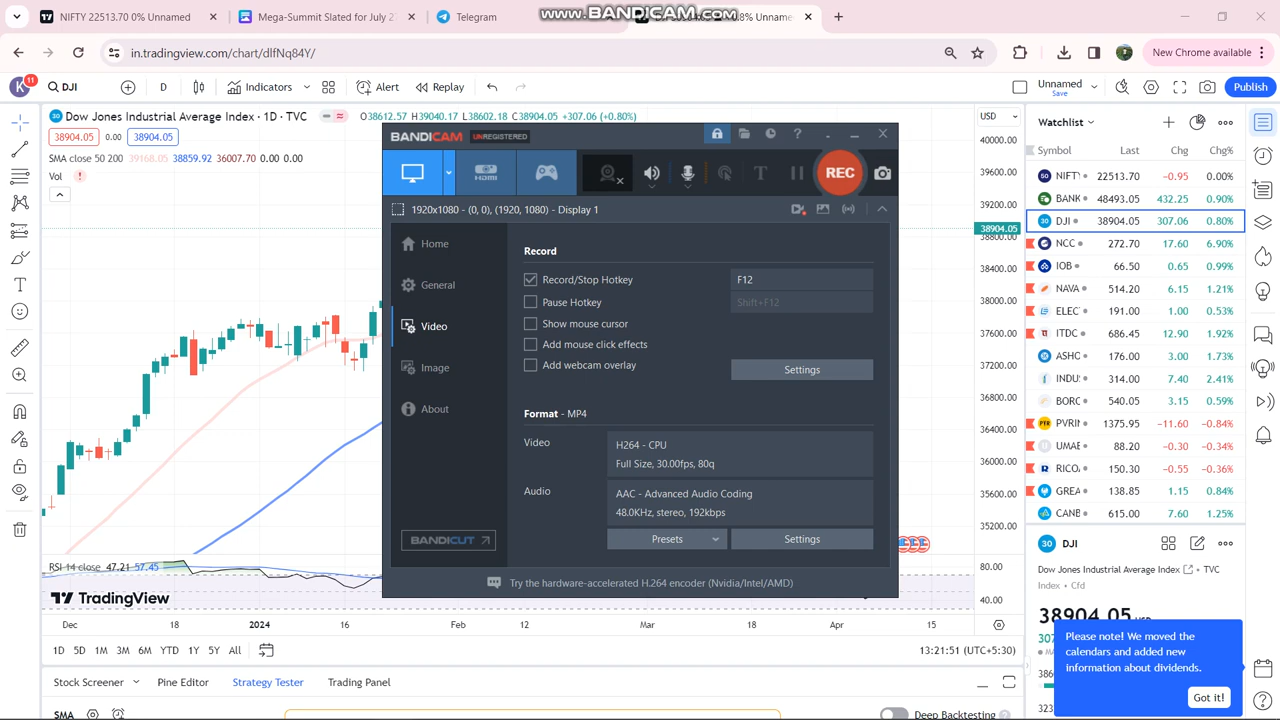 NIFTY 22513.70 0% Unnamed
Mega-Summit Slated for July 2
Telegram
www.BANDICAM.com
.8% Unname
in.tradingview.com/chart/dlfNq84Y/
New Chrome available
K 11
DJI
D
Indicators
Alert
Replay
Unnamed
Save
Publish
30 Dow Jones Industrial Average Index · 1D · TVC
O38612.57 H39040.17 L38602.18 C38904.05 +307.06 (+0.80%)
38904.05 0.00 38904.05
SMA close 50 200 39168.05 38859.92 36007.70 0.00 0.00
Vol
USD
40000.00
39600.00
39200.00
38904.05
38800.00
38400.00
38000.00
37600.00
37200.00
36800.00
36400.00
36000.00
35600.00
35200.00
80.00
40.00
BANDICAM UNREGISTERED
HDMI
REC
1920x1080 - (0, 0), (1920, 1080) - Display 1
Home
General
Video
Image
About
BANDICUT
Record
Record/Stop Hotkey F12
Pause Hotkey Shift+F12
Show mouse cursor
Add mouse click effects
Add webcam overlay
Settings
Format - MP4
Video
H264 - CPU
Full Size, 30.00fps, 80q
Audio
AAC - Advanced Audio Coding
48.0KHz, stereo, 192kbps
Presets Settings
Try the hardware-accelerated H.264 encoder (Nvidia/Intel/AMD)
RSI 14 close 47.21 57.45
TradingView
Dec 18 2024 16 Feb 12 Mar 18 Apr 15
1D 5D 1M 3M 6M YTD 1Y 5Y All
13:21:51 (UTC+5:30)
Stock Screener Pine Editor Strategy Tester Trading Panel
SMA
Deep Backtesting
Watchlist
Symbol Last Chg Chg%
NIFTY 22513.70 -0.95 0.00%
BANK 48493.05 432.25 0.90%
DJI 38904.05 307.06 0.80%
NCC 272.70 17.60 6.90%
IOB 66.50 0.65 0.99%
NAVA 514.20 6.15 1.21%
ELEC 191.00 1.00 0.53%
ITDC 686.45 12.90 1.92%
ASHO 176.00 3.00 1.73%
INDU 314.00 7.40 2.41%
BORO 540.05 3.15 0.59%
PVRIN 1375.95 -11.60 -0.84%
UMAE 88.20 -0.30 -0.34%
RICO 150.30 -0.55 -0.36%
GREA 138.85 1.15 0.84%
CANB 615.00 7.60 1.25%
30 DJI
Dow Jones Industrial Average Index · TVC
Index · Cfd
38904.05
Please note! We moved the
calendars and added new
information about dividends.
Got it!